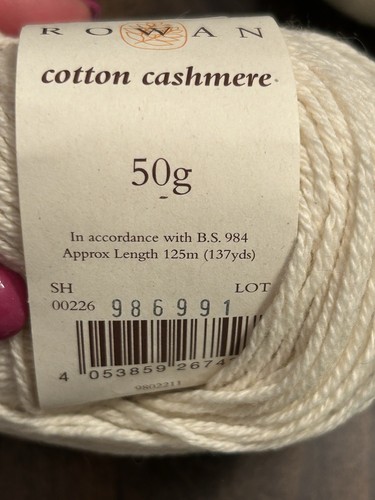 ROWAN
cotton cashmere
50g
In accordance with B.S. 984
Approx Length 125m (137yds)
SH LOT
00226 986991
4 053859 2674
9802211